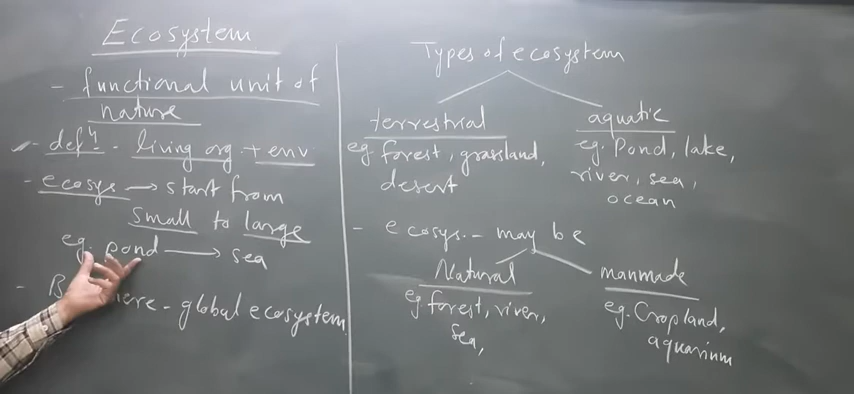 Ecosystem
- functional unit of
nature
- defn. - living org. + env
- ecosys → start from
small to large
eg. pond → sea
- B here - global ecosystem
Types of ecosystem
terrestrial
eg. forest, grassland,
desert
aquatic
eg. Pond, lake,
river, sea,
ocean
- ecosys. - may be
Natural
eg forest, river,
sea,
manmade
eg. Cropland,
aquarium